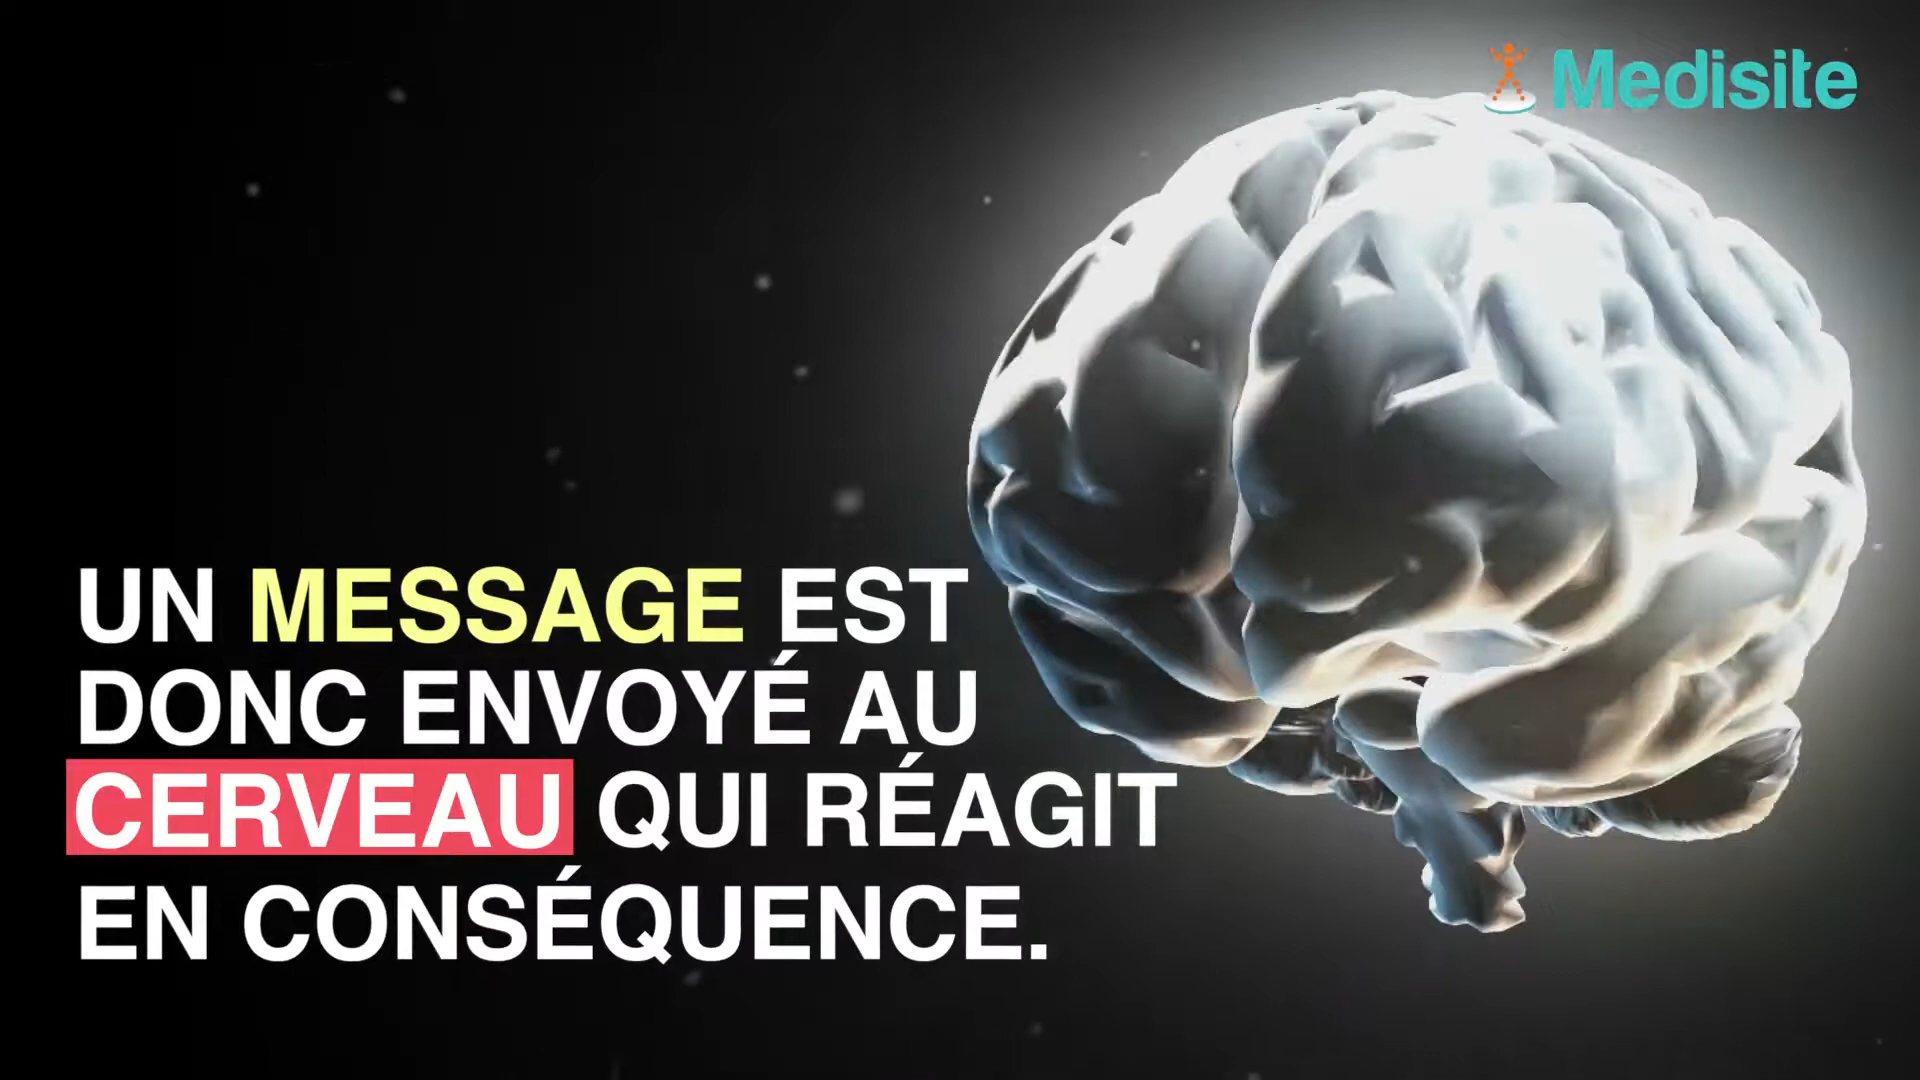 Medisite
UN MESSAGE EST
DONC ENVOYÉ AU
CERVEAU QUI RÉAGIT
EN CONSÉQUENCE.